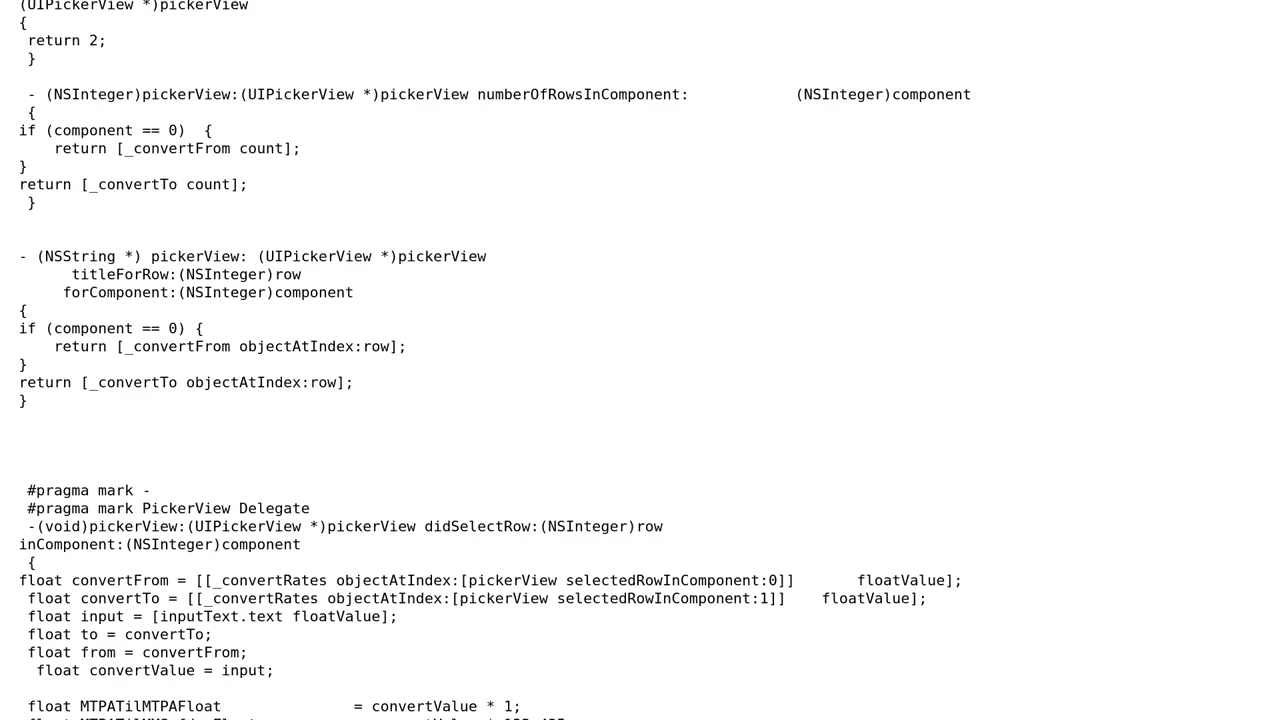 (UIPickerView *)pickerView
{
return 2;
}
- (NSInteger)pickerView:(UIPickerView *)pickerView numberOfRowsInComponent: (NSInteger)component
{
if (component == 0) {
return [_convertFrom count];
}
return [_convertTo count];
}
- (NSString *) pickerView: (UIPickerView *)pickerView
titleForRow:(NSInteger)row
forComponent:(NSInteger)component
{
if (component == 0) {
return [_convertFrom objectAtIndex:row];
}
return [_convertTo objectAtIndex:row];
}
#pragma mark -
#pragma mark PickerView Delegate
-(void)pickerView:(UIPickerView *)pickerView didSelectRow:(NSInteger)row
inComponent:(NSInteger)component
{
float convertFrom = [[_convertRates objectAtIndex:[pickerView selectedRowInComponent:0]] floatValue];
float convertTo = [[_convertRates objectAtIndex:[pickerView selectedRowInComponent:1]] floatValue];
float input = [inputText.text floatValue];
float to = convertTo;
float from = convertFrom;
float convertValue = input;
float MTPATilMTPAFloat = convertValue * 1;